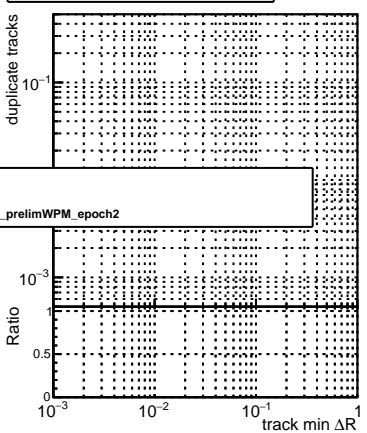 duplicate tracks
10⁻¹
_prelimWPM_epoch2
10⁻³
Ratio
1
0.5
0
10⁻³ 10⁻² 10⁻¹ 1
track min ΔR